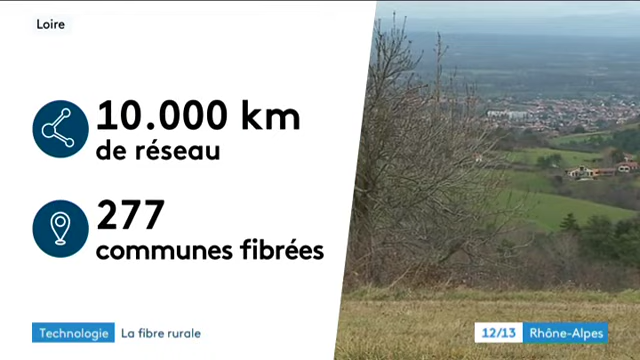 Loire
10.000 km
de réseau
277
communes fibrées
Technologie La fibre rurale
12/13 Rhône-Alpes